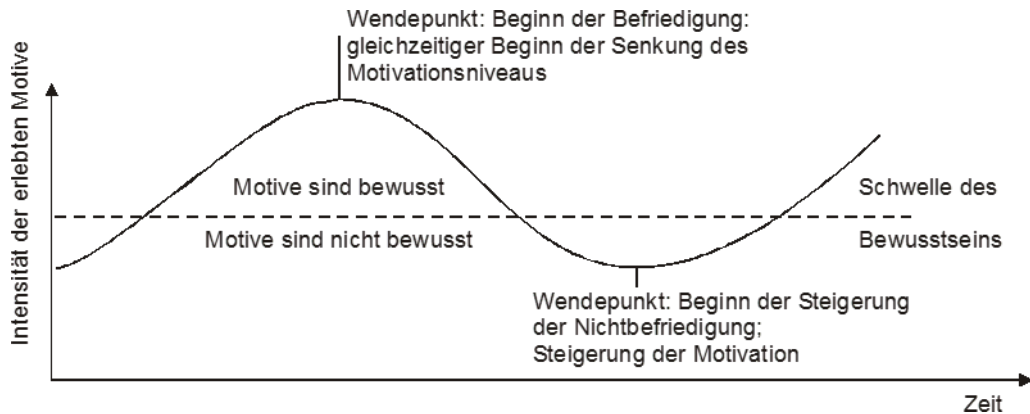 Wendepunkt: Beginn der Befriedigung:
gleichzeitiger Beginn der Senkung des
Motivationsniveaus
Intensität der erlebten Motive
Motive sind bewusst
Schwelle des
Motive sind nicht bewusst
Bewusstseins
Wendepunkt: Beginn der Steigerung
der Nichtbefriedigung;
Steigerung der Motivation
Zeit